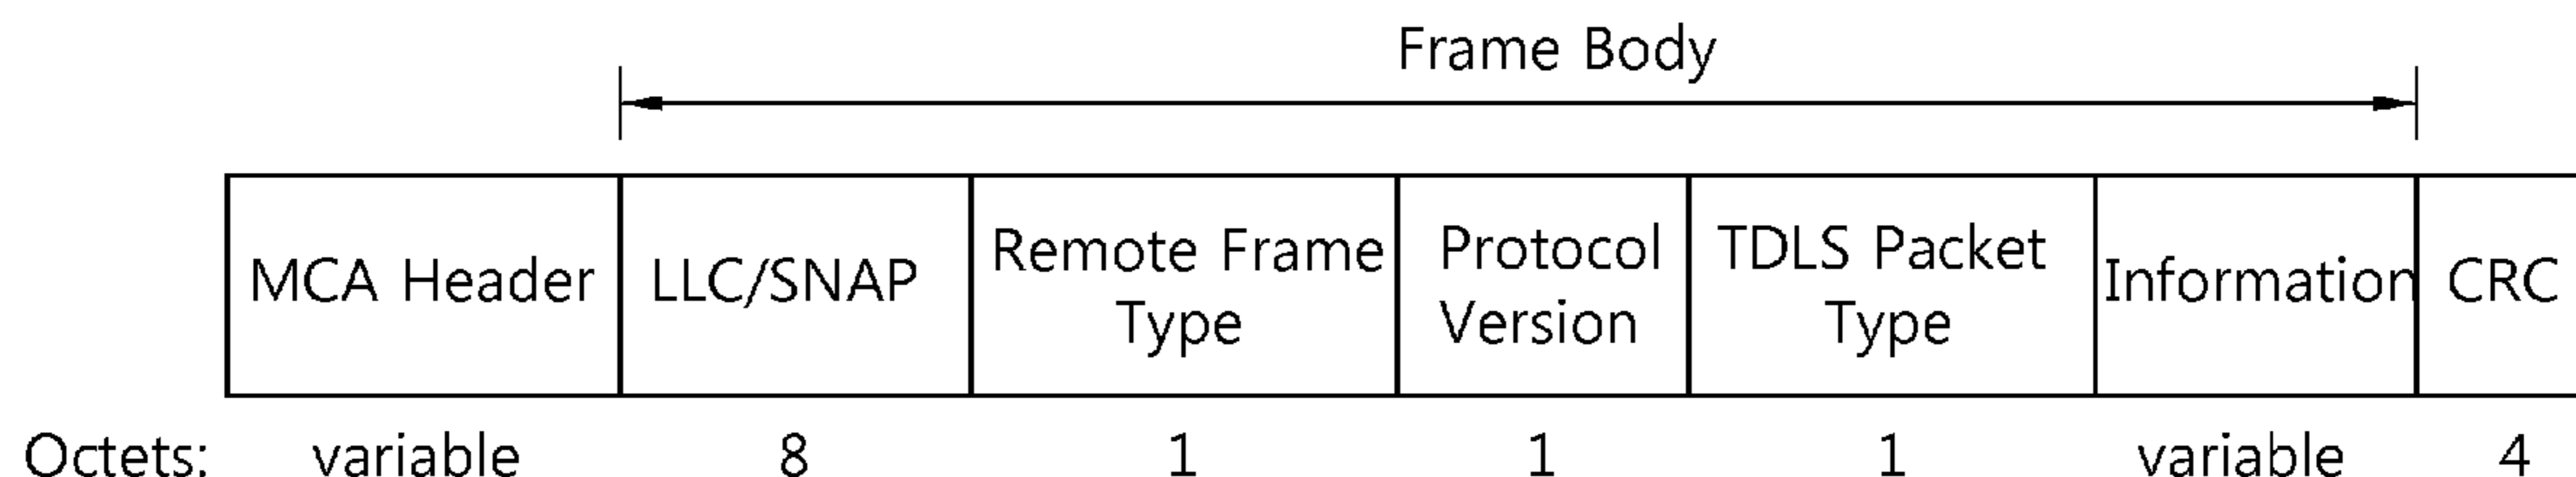 Frame Body
MCA Header
LLC/SNAP
Remote Frame
Type
Protocol
Version
TDLS Packet
Type
Information
CRC
Octets: variable 8 1 1 1 variable 4